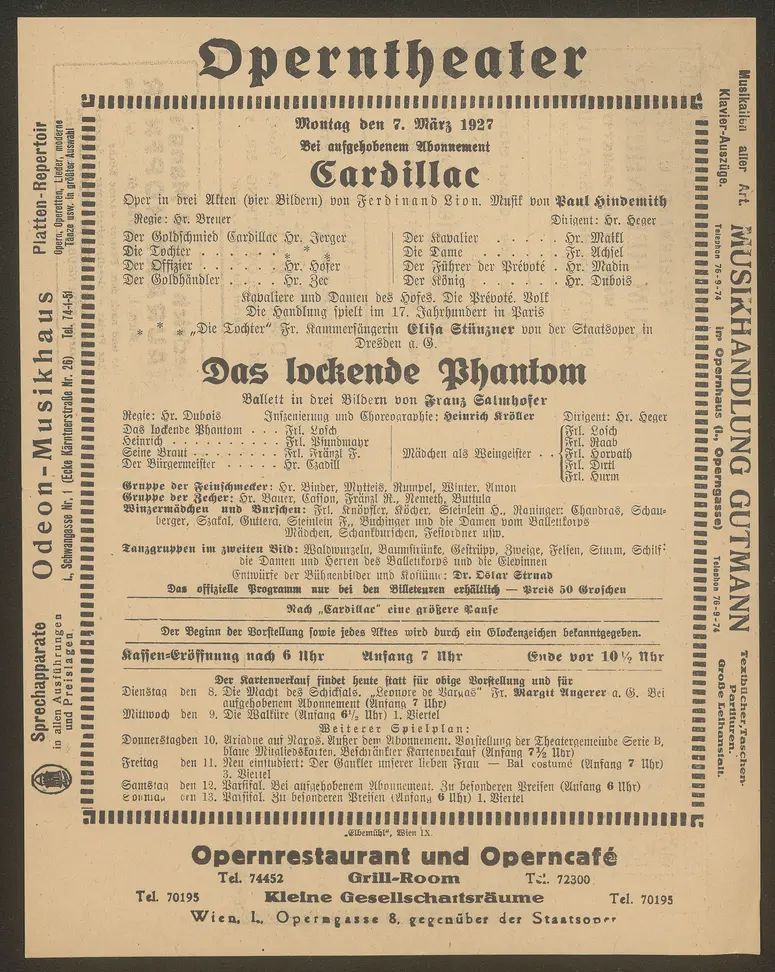 Operntheater
Montag den 7. März 1927
Bei aufgehobenem Abonnement
Cardillac
Oper in drei Akten (vier Bildern) von Ferdinand Lion. Musik von Paul Hindemith
Regie: Hr. Breuer Dirigent: Hr. Heger
Der Goldschmied Cardillac Hr. Jerger
Die Tochter . . . . . . . * * *
Der Offizier . . . . . . . Hr. Hofer
Der Goldhändler . . . . . Hr. Zec
Der Kavalier . . . . . Hr. Maikl
Die Dame . . . . . . Fr. Achsel
Der Führer der Prévoté . Hr. Madin
Der König . . . . . . Hr. Dubois
Kavaliere und Damen des Hofes. Die Prévoté. Volk
Die Handlung spielt im 17. Jahrhundert in Paris
* * * „Die Tochter“ Fr. Kammersängerin Elisa Stünzner von der Staatsoper in
Dresden a. G.
Das lockende Phantom
Ballett in drei Bildern von Franz Salmhofer
Regie: Hr. Dubois Inszenierung und Choreographie: Heinrich Kröller Dirigent: Hr. Heger
Das lockende Phantom . . . Frl. Losch
Heinrich . . . . . . . . Frl. Pfundmayr
Seine Braut . . . . . . . Frl. Fränzl F.
Der Bürgermeister . . . . . Hr. Czadill
Mädchen als Weingeister . .
Frl. Losch
Frl. Raab
Frl. Horvath
Frl. Dirtl
Frl. Hurm
Gruppe der Feinschmecker: Hr. Binder, Mytteis, Rumpel, Winter, Amon
Gruppe der Zecher: Hr. Bauer, Casson, Fränzl R., Nemeth, Buttula
Winzermädchen und Burschen: Frl. Knöpfler, Köcher, Steinlein H., Raninger, Chandras, Schau-
berger, Szakal, Guttera, Steinlein F., Buchinger und die Damen vom Ballettkorps
Mädchen, Schankburschen, Festordner usw.
Tanzgruppen im zweiten Bild: Waldwurzeln, Baumstrünke, Gestrüpp, Zweige, Felsen, Sturm, Schilf:
die Damen und Herren des Ballettkorps und die Elevinnen
Entwürfe der Bühnenbilder und Kostüme: Dr. Oskar Strnad
Das offizielle Programm nur bei den Billeteuren erhältlich — Preis 50 Groschen
Nach „Cardillac“ eine größere Pause
Der Beginn der Vorstellung sowie jedes Aktes wird durch ein Glockenzeichen bekanntgegeben.
Kassen-Eröffnung nach 6 Uhr Anfang 7 Uhr Ende vor 10½ Uhr
Der Kartenverkauf findet heute statt für obige Vorstellung und für
Dienstag den 8. Die Macht des Schicksals. „Leonore de Vargas“ Fr. Margit Angerer a. G. Bei
aufgehobenem Abonnement (Anfang 7 Uhr)
Mittwoch den 9. Die Walküre (Anfang 6½ Uhr) 1. Viertel
Weiterer Spielplan:
Donnerstag den 10. Ariadne auf Naxos. Außer dem Abonnement. Vorstellung der Theatergemeinde Serie B,
blaue Mitgliedskarten. Beschränkter Kartenverkauf (Anfang 7½ Uhr)
Freitag den 11. Neu einstudiert: Der Gaukler unserer lieben Frau — Bal costumé (Anfang 7 Uhr)
3. Viertel
Samstag den 12. Parsifal. Bei aufgehobenem Abonnement. Zu besonderen Preisen (Anfang 6 Uhr)
Sonntag den 13. Parsifal. Zu besonderen Preisen (Anfang 6 Uhr) 1. Viertel
„Elbemühl“, Wien IX.
Opernrestaurant und Operncafé
Tel. 74452 Grill-Room Tel. 72300
Tel. 70195 Kleine Gesellschaftsräume Tel. 70195
Wien, I., Operngasse 8, gegenüber der Staatsoper
Sprechapparate
in allen Ausführungen
und Preislagen.
Odeon-Musikhaus
I., Schwangasse Nr. 1 (Ecke Kärntnerstraße Nr. 26) Tel. 74-1-51
Platten-Repertoir
Opern, Operetten, Lieder, moderne
Tänze usw. in größter Auswahl
Musikalien aller Art.
Klavier-Auszüge.
MUSIKHANDLUNG GUTMANN
Telephon 76-9-74 im Opernhaus (I., Operngasse) Telephon 76-9-74
Textbücher, Taschen-
Partituren.
Große Leihanstalt.